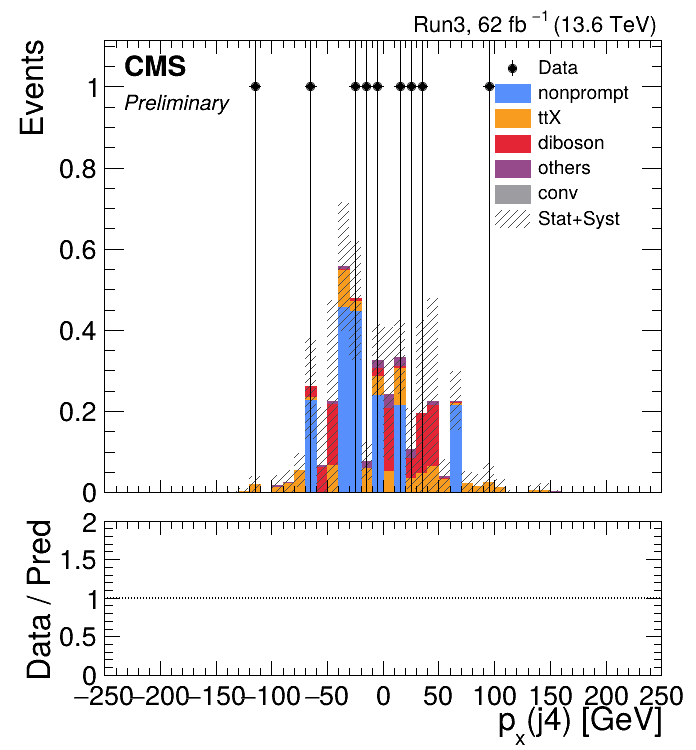 Run3, 62 fb⁻¹ (13.6 TeV)
CMS
Preliminary
Events
1
0.8
0.6
0.4
0.2
0
Data
nonprompt
ttX
diboson
others
conv
Stat+Syst
Data / Pred
2
1.5
1
0.5
0
−250 −200 −150 −100 −50 0 50 100 150 200 250
pₓ(j4) [GeV]